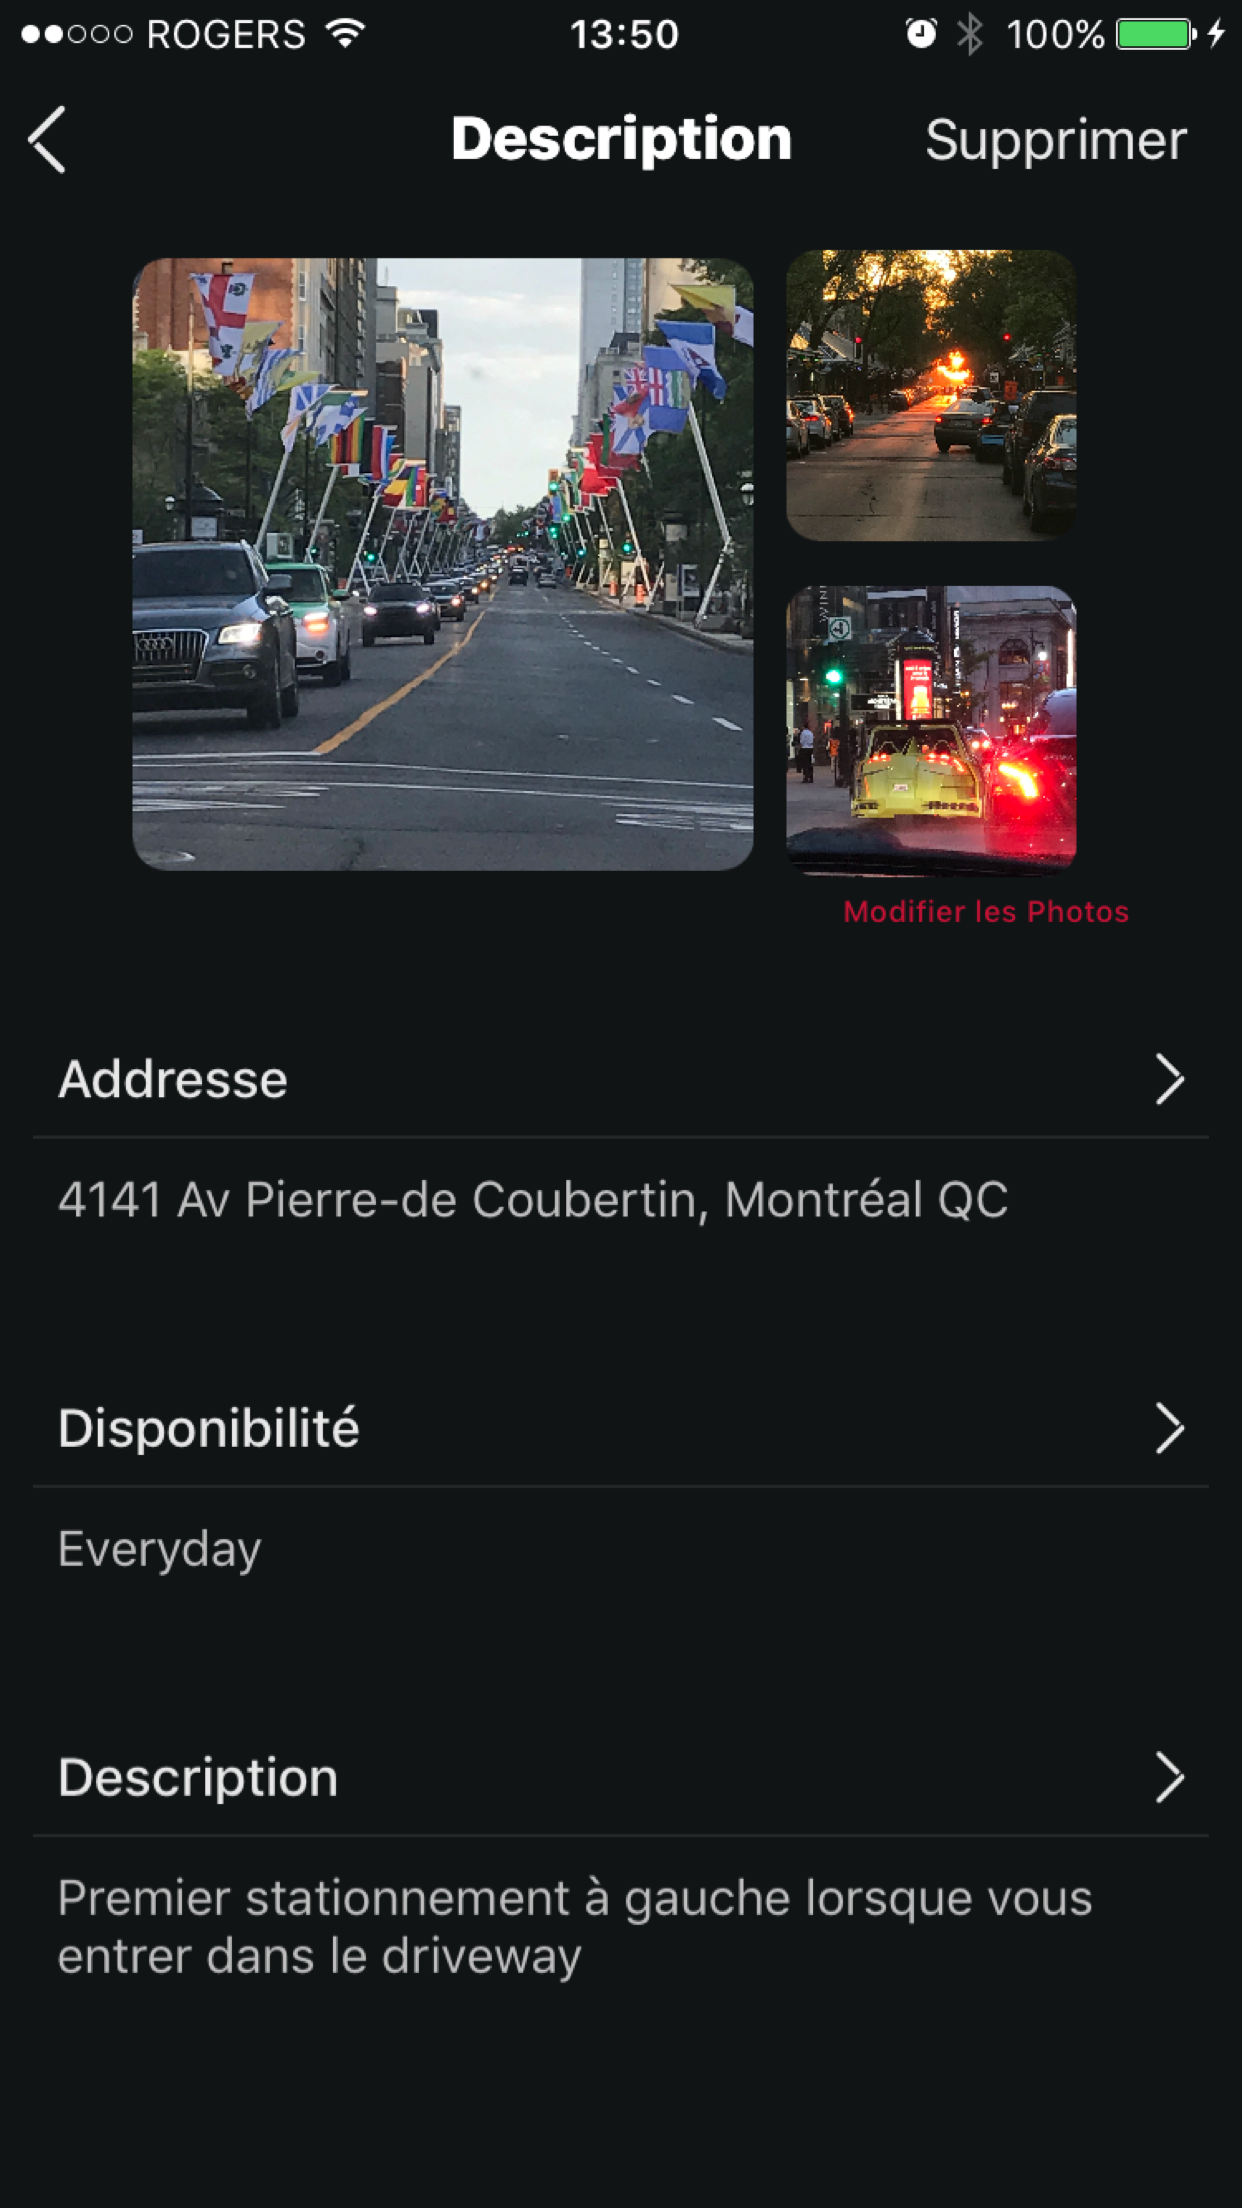 ROGERS 13:50 100%
Description Supprimer
Modifier les Photos
Addresse
4141 Av Pierre-de Coubertin, Montréal QC
Disponibilité
Everyday
Description
Premier stationnement à gauche lorsque vous
entrer dans le driveway